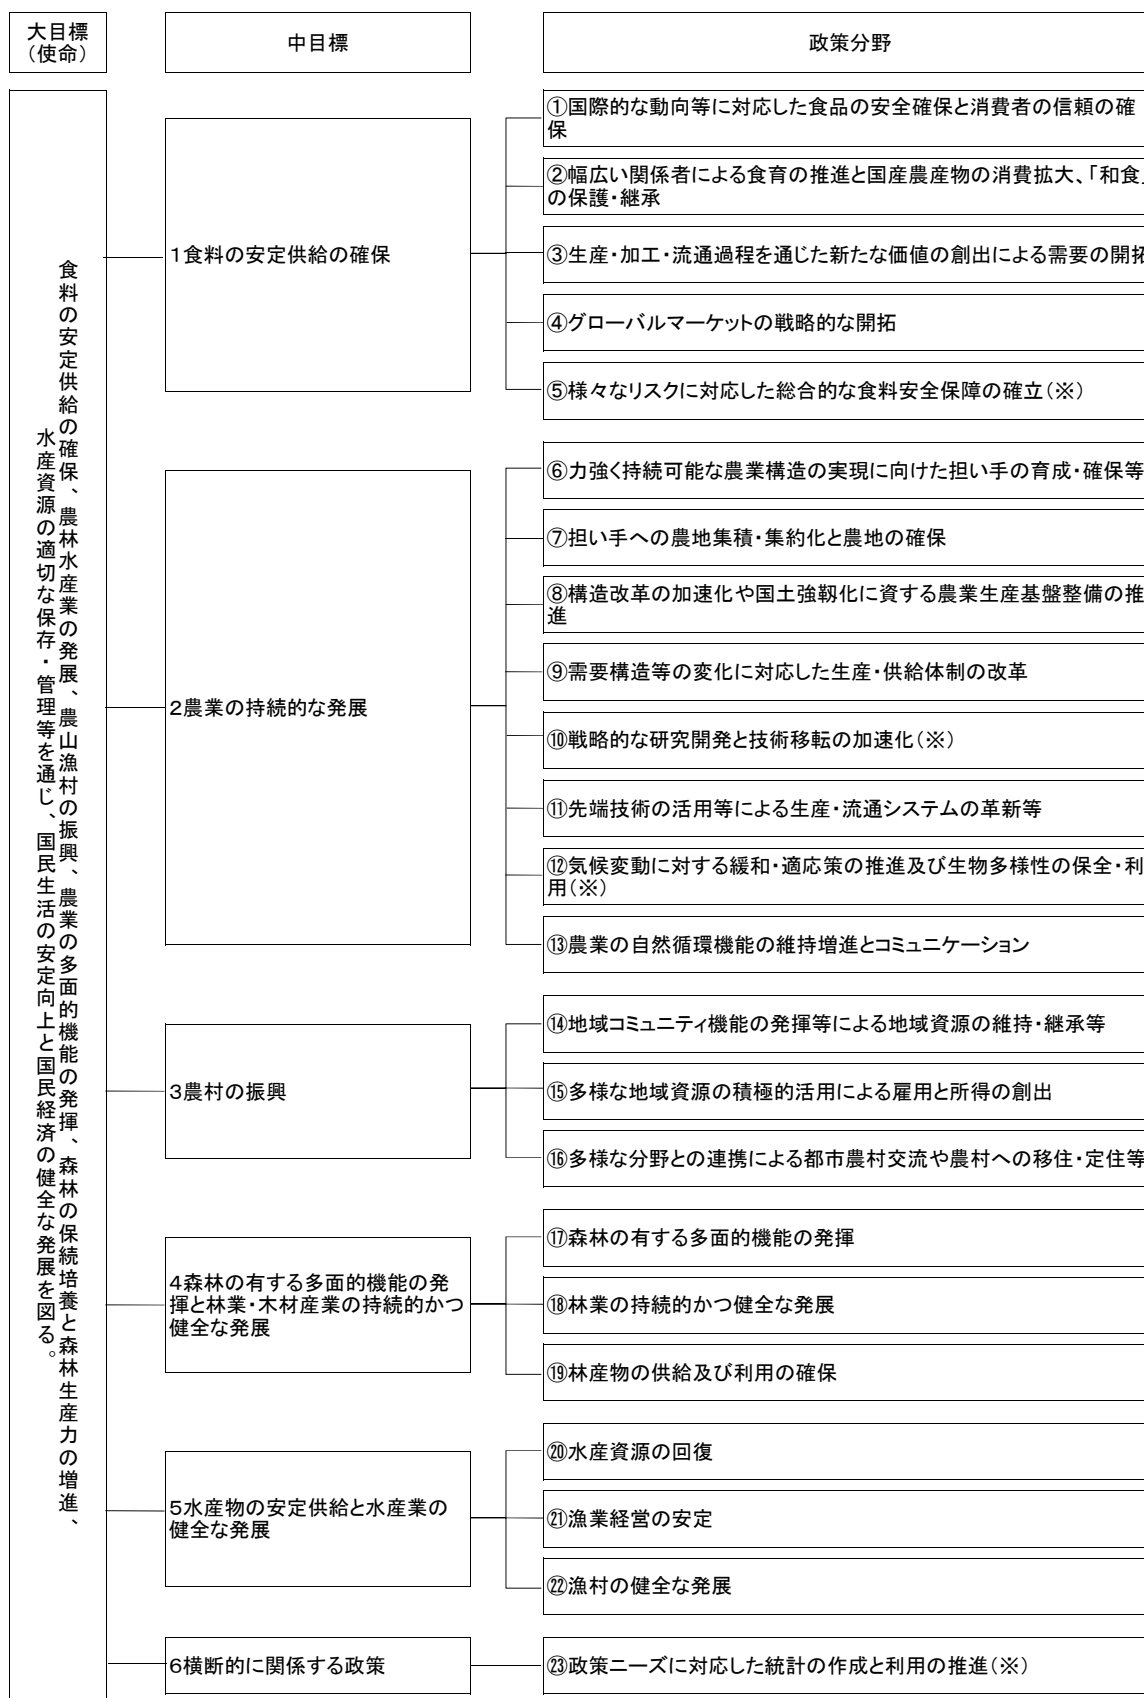 大目標
（使命）
中目標
政策分野
食料の安定供給の確保、農林水産業の発展、農山漁村の振興、農業の多面的機能の発揮、森林の保続培養と森林生産力の増進、
水産資源の適切な保存・管理等を通じ、国民生活の安定向上と国民経済の健全な発展を図る。
1食料の安定供給の確保
①国際的な動向等に対応した食品の安全確保と消費者の信頼の確
保
②幅広い関係者による食育の推進と国産農産物の消費拡大、「和食」
の保護・継承
③生産・加工・流通過程を通じた新たな価値の創出による需要の開拓
④グローバルマーケットの戦略的な開拓
⑤様々なリスクに対応した総合的な食料安全保障の確立（※）
2農業の持続的な発展
⑥力強く持続可能な農業構造の実現に向けた担い手の育成・確保等
⑦担い手への農地集積・集約化と農地の確保
⑧構造改革の加速化や国土強靱化に資する農業生産基盤整備の推
進
⑨需要構造等の変化に対応した生産・供給体制の改革
⑩戦略的な研究開発と技術移転の加速化（※）
⑪先端技術の活用等による生産・流通システムの革新等
⑫気候変動に対する緩和・適応策の推進及び生物多様性の保全・利
用（※）
⑬農業の自然循環機能の維持増進とコミュニケーション
3農村の振興
⑭地域コミュニティ機能の発揮等による地域資源の維持・継承等
⑮多様な地域資源の積極的活用による雇用と所得の創出
⑯多様な分野との連携による都市農村交流や農村への移住・定住等
4森林の有する多面的機能の発
揮と林業・木材産業の持続的かつ
健全な発展
⑰森林の有する多面的機能の発揮
⑱林業の持続的かつ健全な発展
⑲林産物の供給及び利用の確保
5水産物の安定供給と水産業の
健全な発展
⑳水産資源の回復
㉑漁業経営の安定
㉒漁村の健全な発展
6横断的に関係する政策
㉓政策ニーズに対応した統計の作成と利用の推進（※）